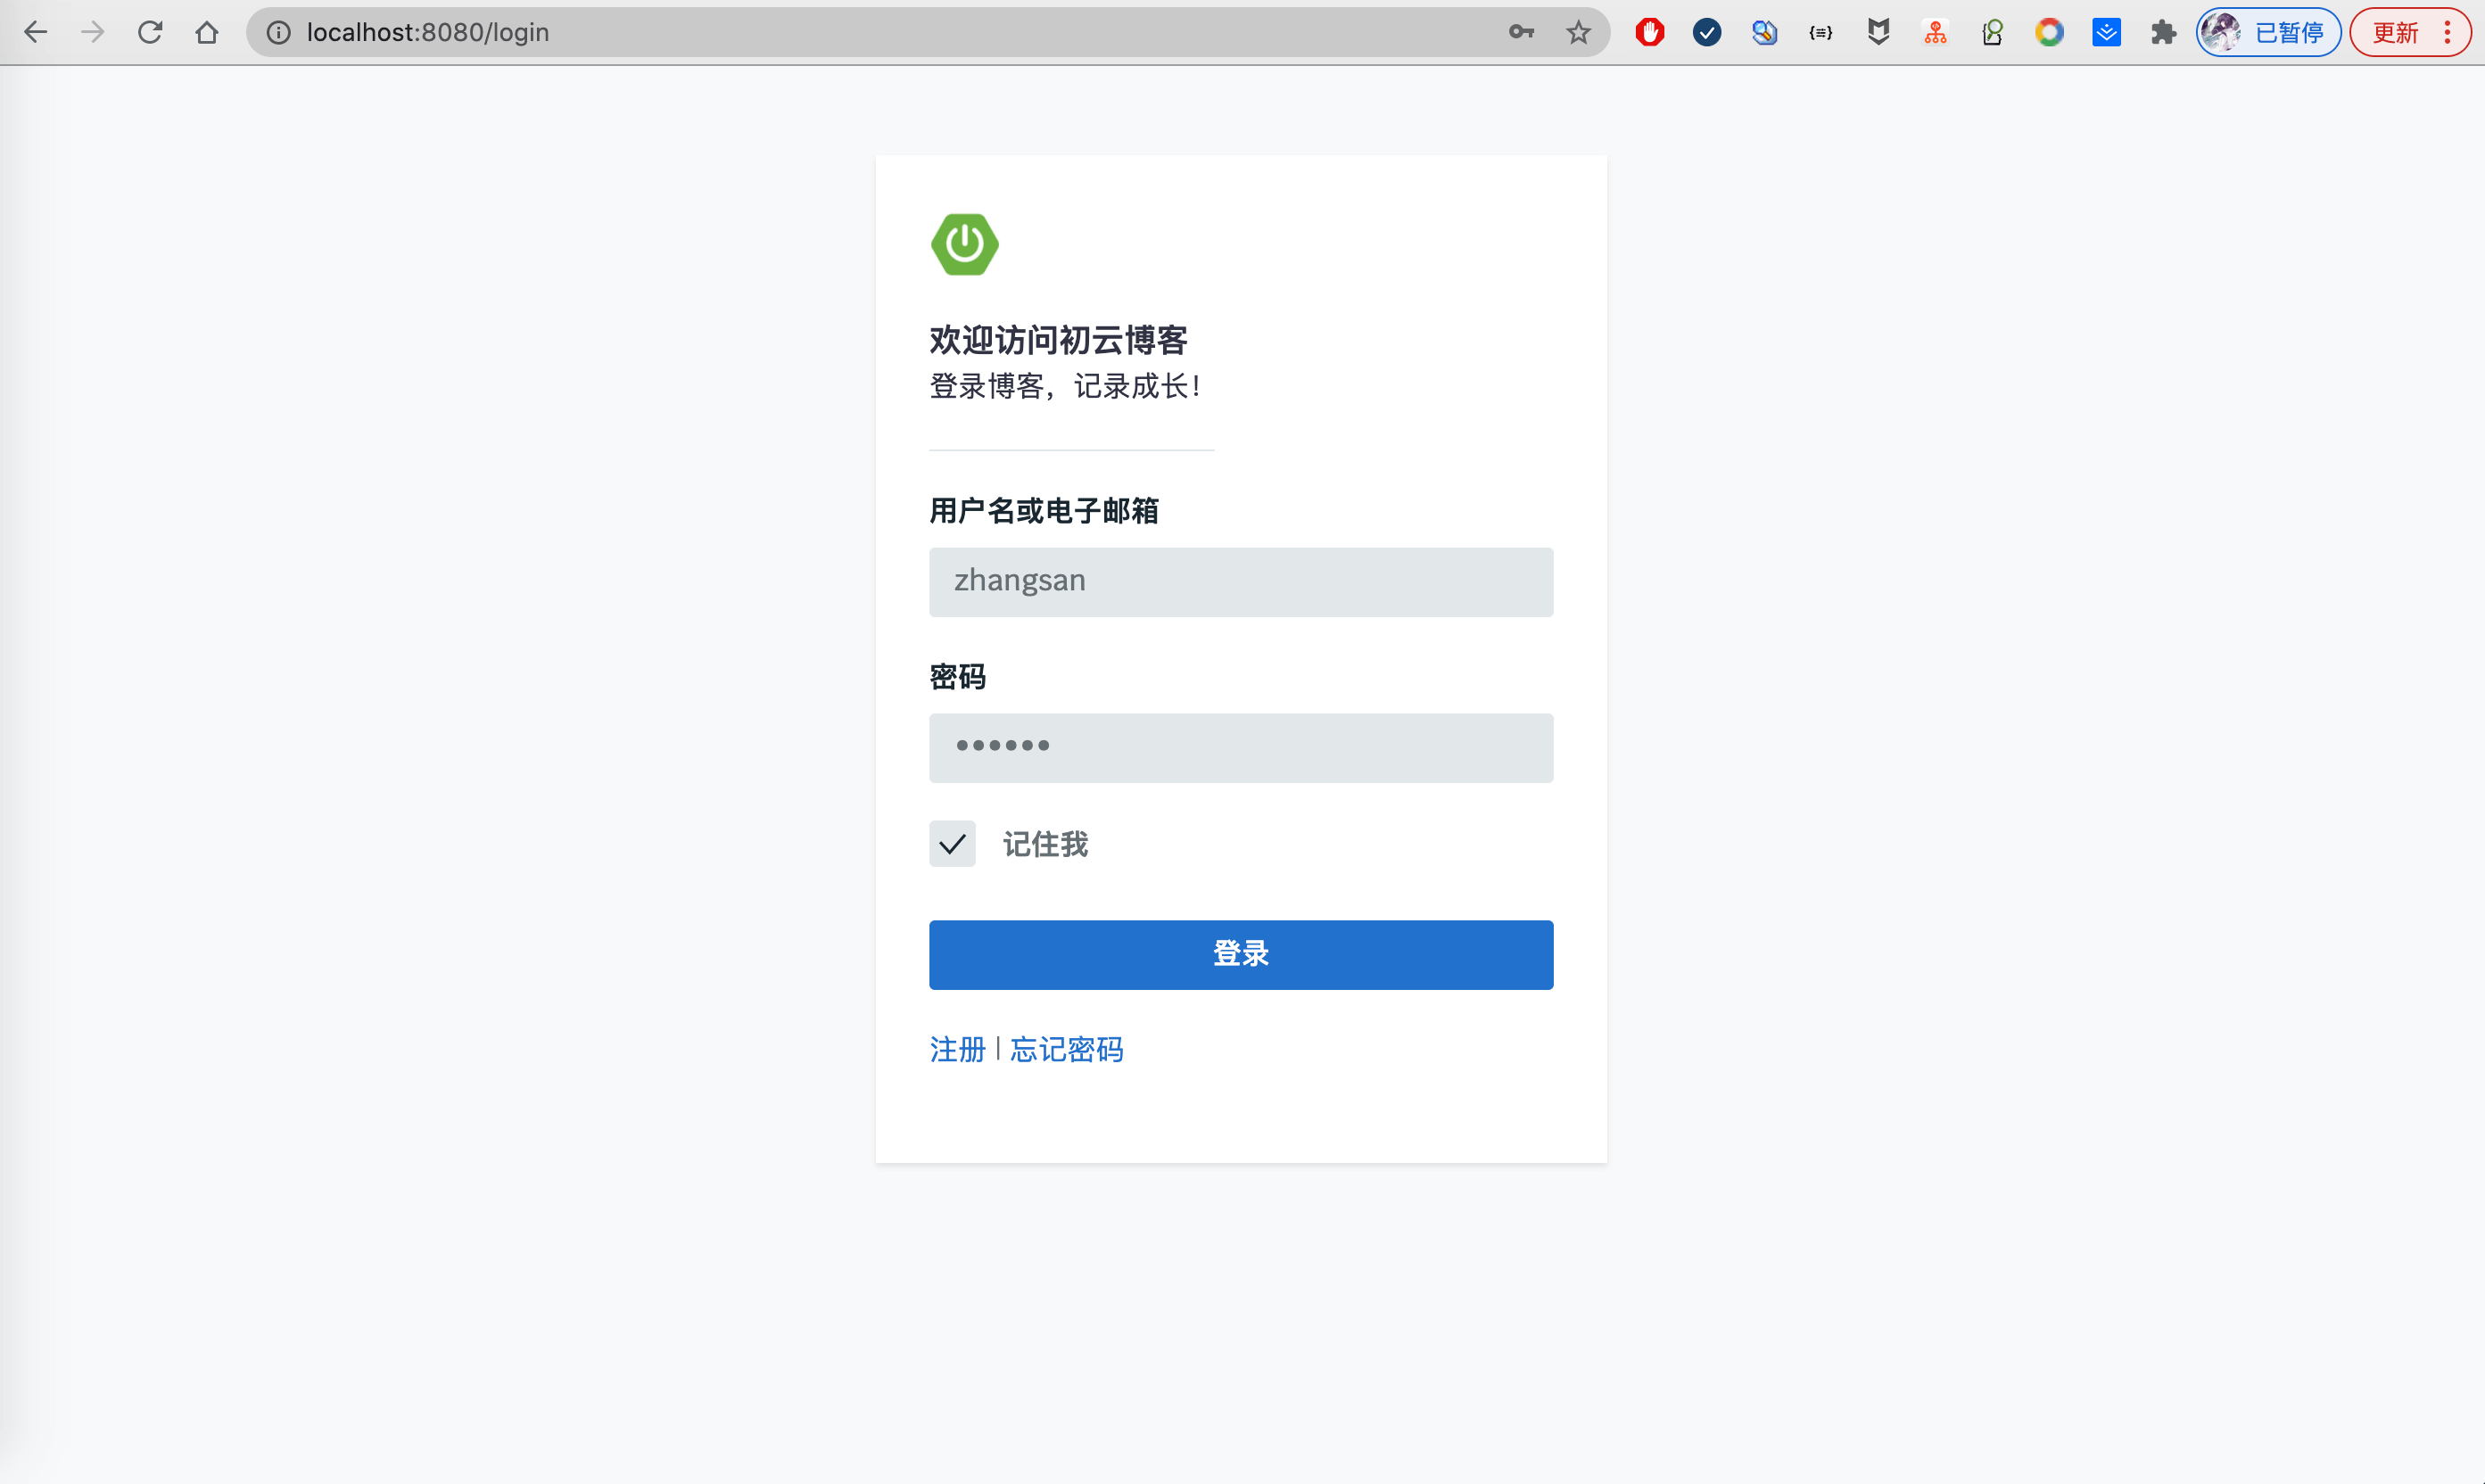 localhost:8080/login
已暂停
更新
欢迎访问初云博客
登录博客，记录成长！
用户名或电子邮箱
zhangsan
密码
••••••
记住我
登录
注册 | 忘记密码